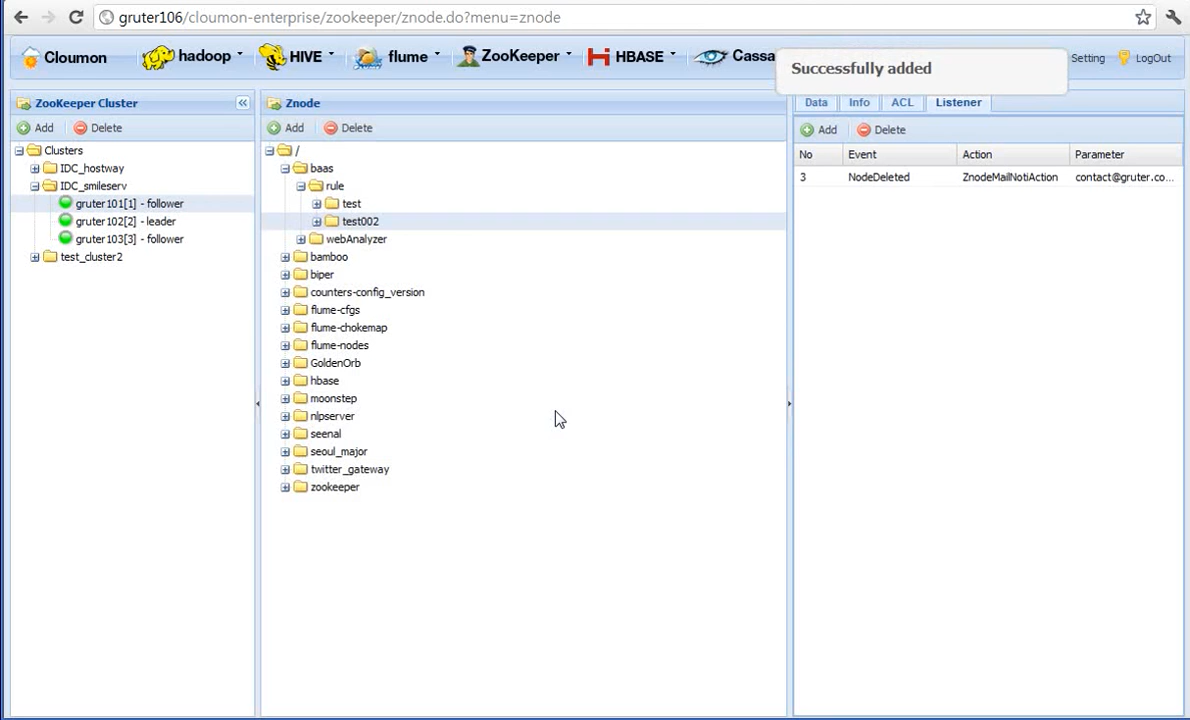 gruter106/cloumon-enterprise/zookeeper/znode.do?menu=znode
Cloumon hadoop HIVE flume ZooKeeper HBASE Cassa Setting LogOut
Successfully added
ZooKeeper Cluster
Add Delete
Clusters
IDC_hostway
IDC_smileserv
gruter101[1] - follower
gruter102[2] - leader
gruter103[3] - follower
test_cluster2
Znode
Add Delete
/
baas
rule
test
test002
webAnalyzer
bamboo
biper
counters-config_version
flume-cfgs
flume-chokemap
flume-nodes
GoldenOrb
hbase
moonstep
nlpserver
seenal
seoul_major
twitter_gateway
zookeeper
Data Info ACL Listener
Add Delete
No Event Action Parameter
3 NodeDeleted ZnodeMailNotiAction contact@gruter.co...